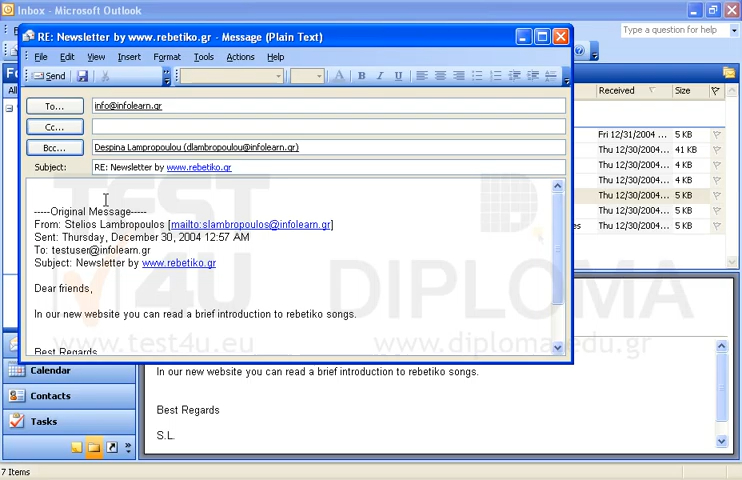 Inbox - Microsoft Outlook
Type a question for help
RE: Newsletter by www.rebetiko.gr - Message (Plain Text)
File Edit View Insert Format Tools Actions Help
Send
To... info@infolearn.gr
Cc...
Bcc... Despina Lampropoulou (dlambropoulou@infolearn.gr)
Subject: RE: Newsletter by www.rebetiko.gr
-----Original Message-----
From: Stelios Lambropoulos [mailto:slambropoulos@infolearn.gr]
Sent: Thursday, December 30, 2004 12:57 AM
To: testuser@infolearn.gr
Subject: Newsletter by www.rebetiko.gr
Dear friends,
In our new website you can read a brief introduction to rebetiko songs.
Best Regards
Received Size
Fri 12/31/2004 ... 5 KB
Thu 12/30/2004... 41 KB
Thu 12/30/2004... 4 KB
Thu 12/30/2004... 4 KB
Thu 12/30/2004... 5 KB
Thu 12/30/2004... 5 KB
Thu 12/30/2004... 5 KB
In our new website you can read a brief introduction to rebetiko songs.
Best Regards
S.L.
Calendar
Contacts
Tasks
7 Items
TEST
4U
DIPLOMA
www.test4u.eu
www.diplomaedu.gr